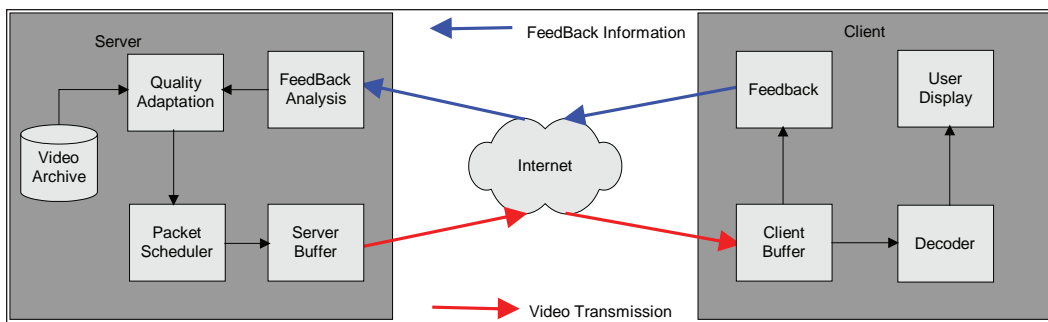 Server
FeedBack Information
Client
Quality
Adaptation
FeedBack
Analysis
Feedback
User
Display
Video
Archive
Internet
Packet
Scheduler
Server
Buffer
Client
Buffer
Decoder
Video Transmission